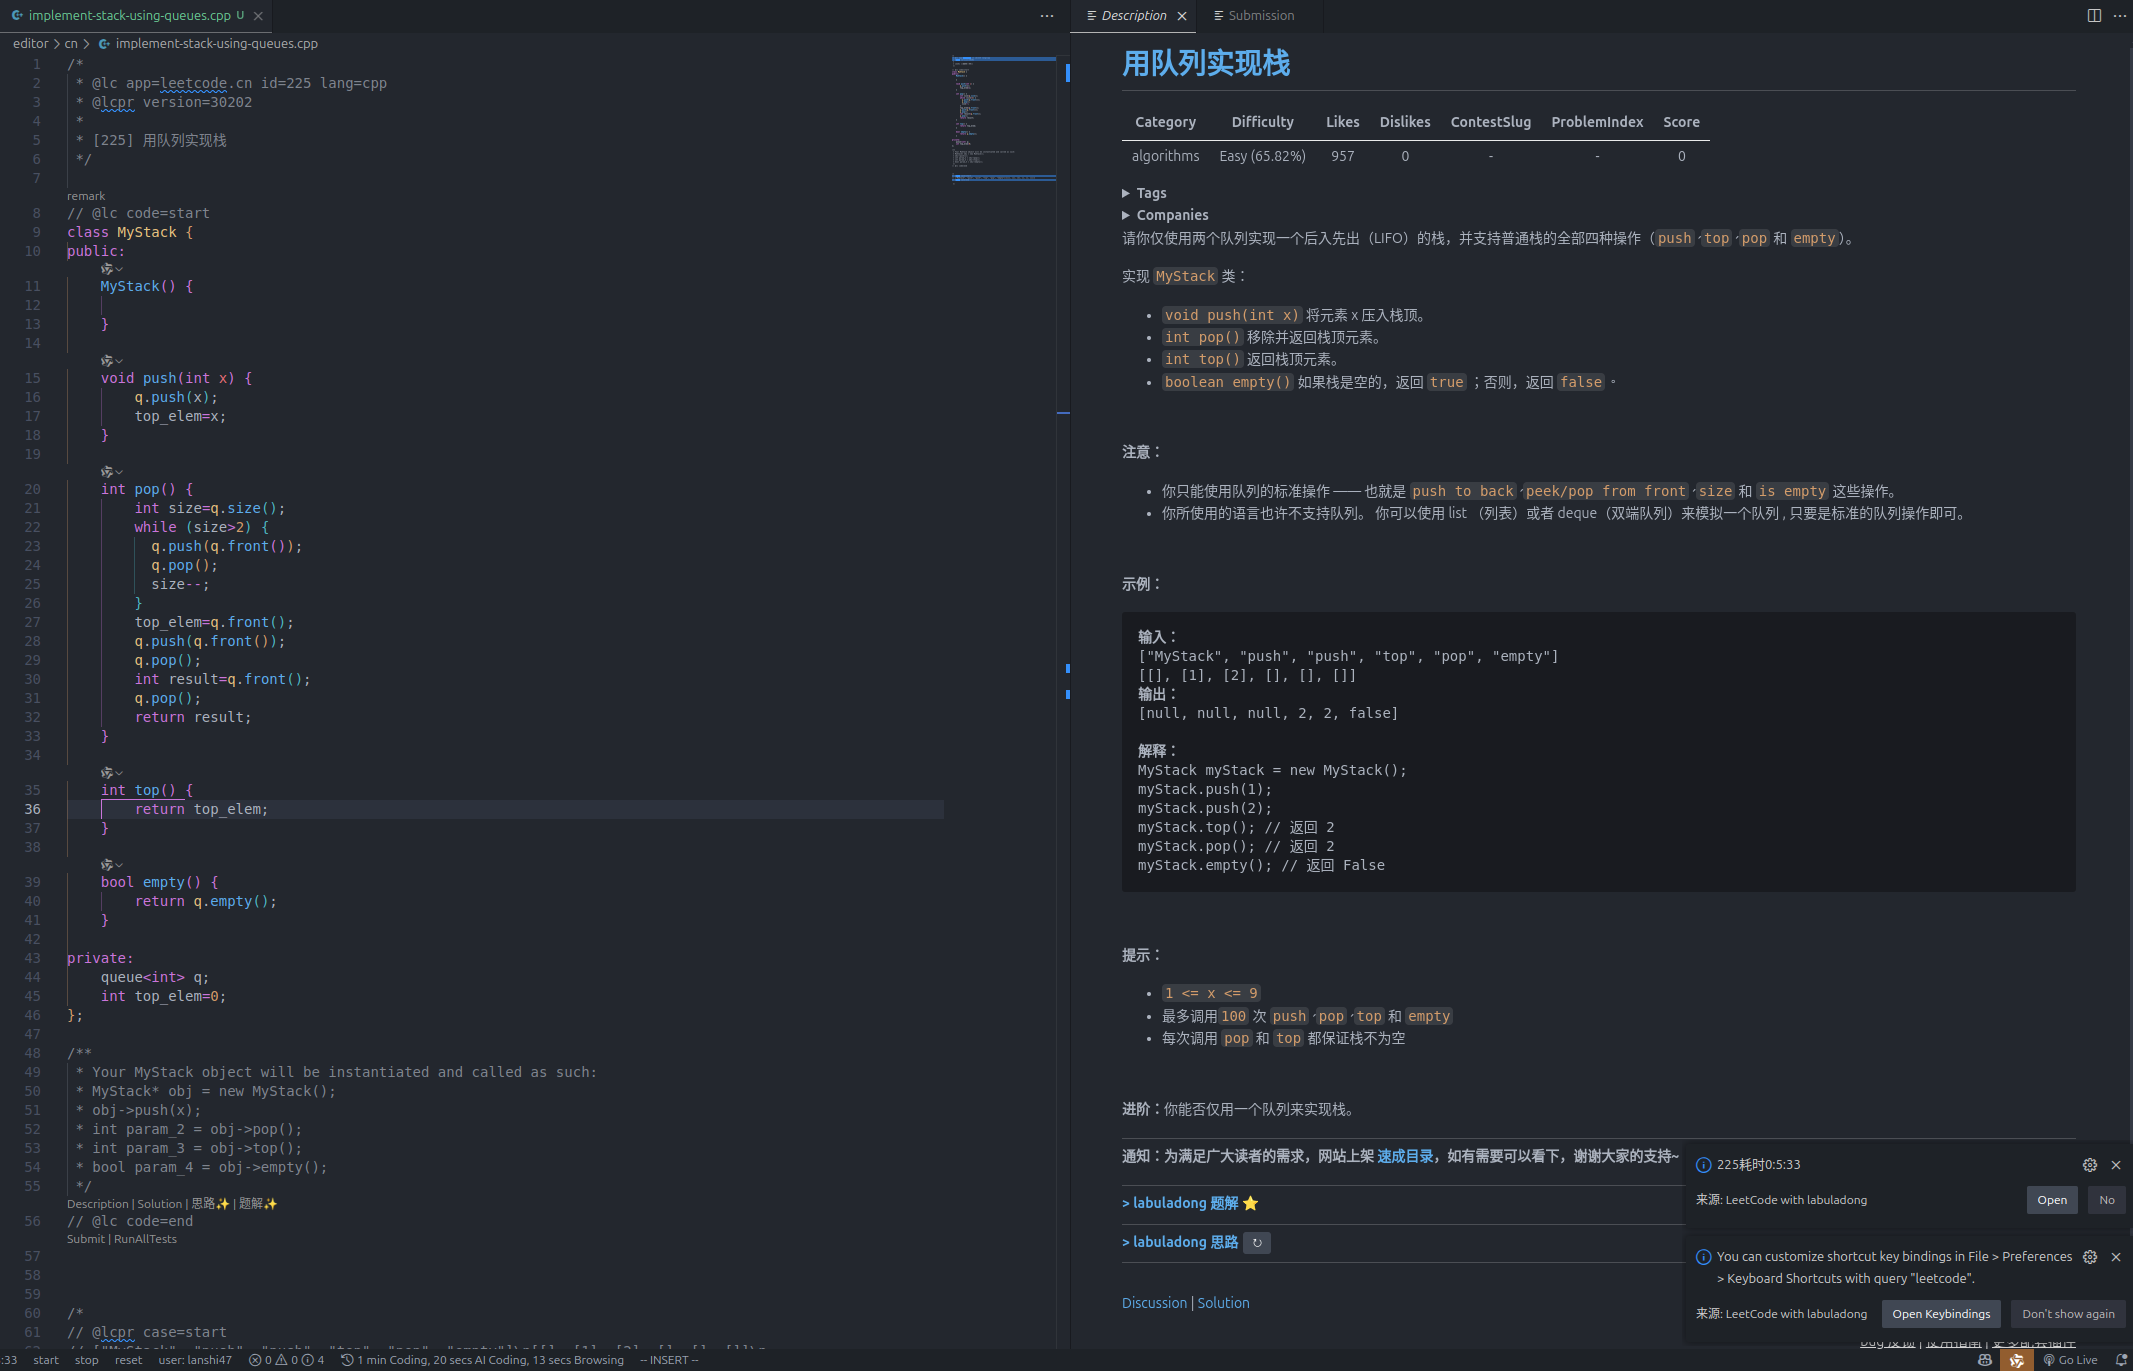 implement-stack-using-queues.cpp U
editor > cn > implement-stack-using-queues.cpp
1 /*
2 * @lc app=leetcode.cn id=225 lang=cpp
3 * @lcpr version=30202
4 *
5 * [225] 用队列实现栈
6 */
7
remark
8 // @lc code=start
9 class MyStack {
10 public:
11 MyStack() {
12
13 }
14
15 void push(int x) {
16 q.push(x);
17 top_elem=x;
18 }
19
20 int pop() {
21 int size=q.size();
22 while (size>2) {
23 q.push(q.front());
24 q.pop();
25 size--;
26 }
27 top_elem=q.front();
28 q.push(q.front());
29 q.pop();
30 int result=q.front();
31 q.pop();
32 return result;
33 }
34
35 int top() {
36 return top_elem;
37 }
38
39 bool empty() {
40 return q.empty();
41 }
42
43 private:
44 queue<int> q;
45 int top_elem=0;
46 };
47
48 /**
49 * Your MyStack object will be instantiated and called as such:
50 * MyStack* obj = new MyStack();
51 * obj->push(x);
52 * int param_2 = obj->pop();
53 * int param_3 = obj->top();
54 * bool param_4 = obj->empty();
55 */
Description | Solution | 思路✨ | 题解✨
56 // @lc code=end
Submit | RunAllTests
57
58
59
60 /*
61 // @lcpr case=start
Description Submission
用队列实现栈
Category Difficulty Likes Dislikes ContestSlug ProblemIndex Score
algorithms Easy (65.82%) 957 0 - - 0
▶ Tags
▶ Companies
请你仅使用两个队列实现一个后入先出（LIFO）的栈，并支持普通栈的全部四种操作（push、top、pop 和 empty）。
实现 MyStack 类：
• void push(int x) 将元素 x 压入栈顶。
• int pop() 移除并返回栈顶元素。
• int top() 返回栈顶元素。
• boolean empty() 如果栈是空的，返回 true ；否则，返回 false 。
注意：
• 你只能使用队列的标准操作 —— 也就是 push to back、peek/pop from front、size 和 is empty 这些操作。
• 你所使用的语言也许不支持队列。 你可以使用 list （列表）或者 deque（双端队列）来模拟一个队列 , 只要是标准的队列操作即可。
示例：
输入：
["MyStack", "push", "push", "top", "pop", "empty"]
[[], [1], [2], [], [], []]
输出：
[null, null, null, 2, 2, false]
解释：
MyStack myStack = new MyStack();
myStack.push(1);
myStack.push(2);
myStack.top(); // 返回 2
myStack.pop(); // 返回 2
myStack.empty(); // 返回 False
提示：
• 1 <= x <= 9
• 最多调用100 次 push、pop、top 和 empty
• 每次调用 pop 和 top 都保证栈不为空
进阶：你能否仅用一个队列来实现栈。
通知：为满足广大读者的需求，网站上架 速成目录，如有需要可以看下，谢谢大家的支持~
> labuladong 题解 ⭐
> labuladong 思路 ↻
Discussion | Solution
225耗时0:5:33
来源: LeetCode with labuladong
Open No
You can customize shortcut key bindings in File > Preferences
> Keyboard Shortcuts with query "leetcode".
来源: LeetCode with labuladong
Open Keybindings Don't show again
:33 start stop reset user: lanshi47 0 0 4 1 min Coding, 20 secs AI Coding, 13 secs Browsing -- INSERT -- Go Live